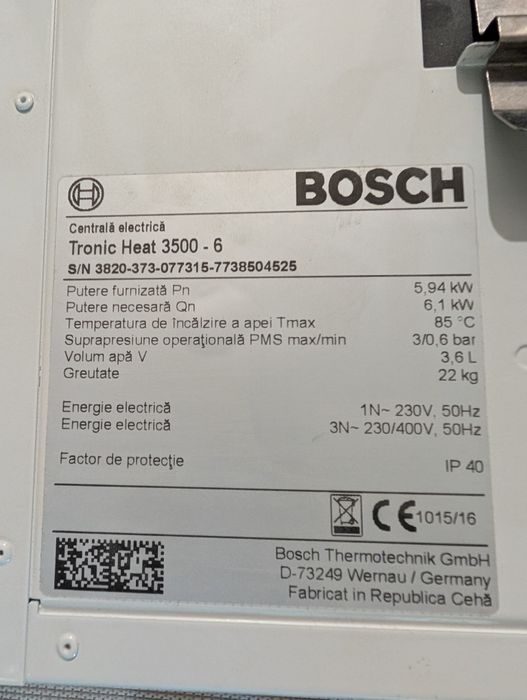 BOSCH
Centrală electrică
Tronic Heat 3500 - 6
S/N 3820-373-077315-7738504525
Putere furnizată Pn 5,94 kW
Putere necesară Qn 6,1 kW
Temperatura de încălzire a apei Tmax 85 °C
Suprapresiune operaţională PMS max/min 3/0,6 bar
Volum apă V 3,6 L
Greutate 22 kg
Energie electrică 1N~ 230V, 50Hz
Energie electrică 3N~ 230/400V, 50Hz
Factor de protecţie IP 40
CE 1015/16
Bosch Thermotechnik GmbH
D-73249 Wernau / Germany
Fabricat in Republica Cehă